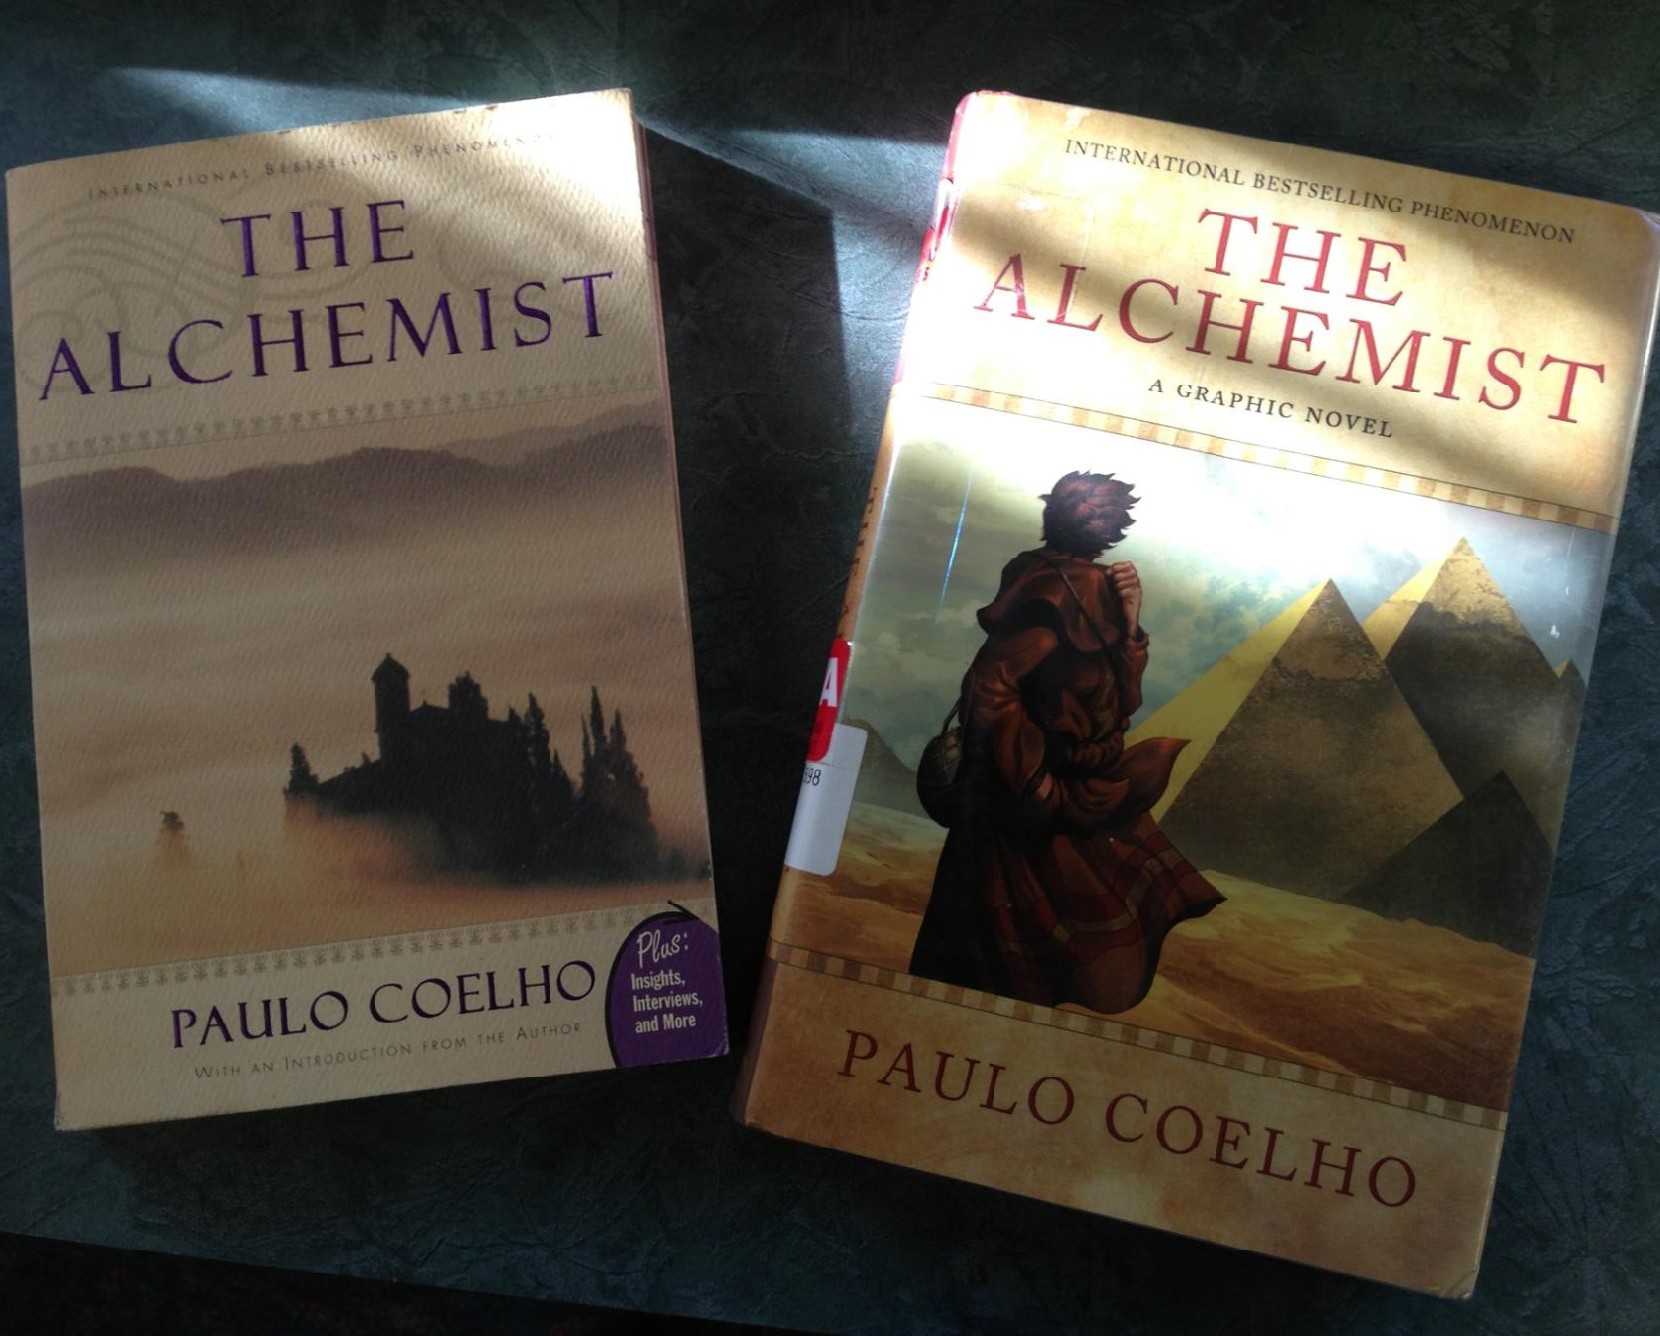 INTERNATIONAL BESTSELLING PHENOMENON
THE
ALCHEMIST
PAULO COELHO
WITH AN INTRODUCTION FROM THE AUTHOR
Plus:
Insights,
Interviews,
and More
INTERNATIONAL BESTSELLING PHENOMENON
THE
ALCHEMIST
A GRAPHIC NOVEL
A
98
PAULO COELHO